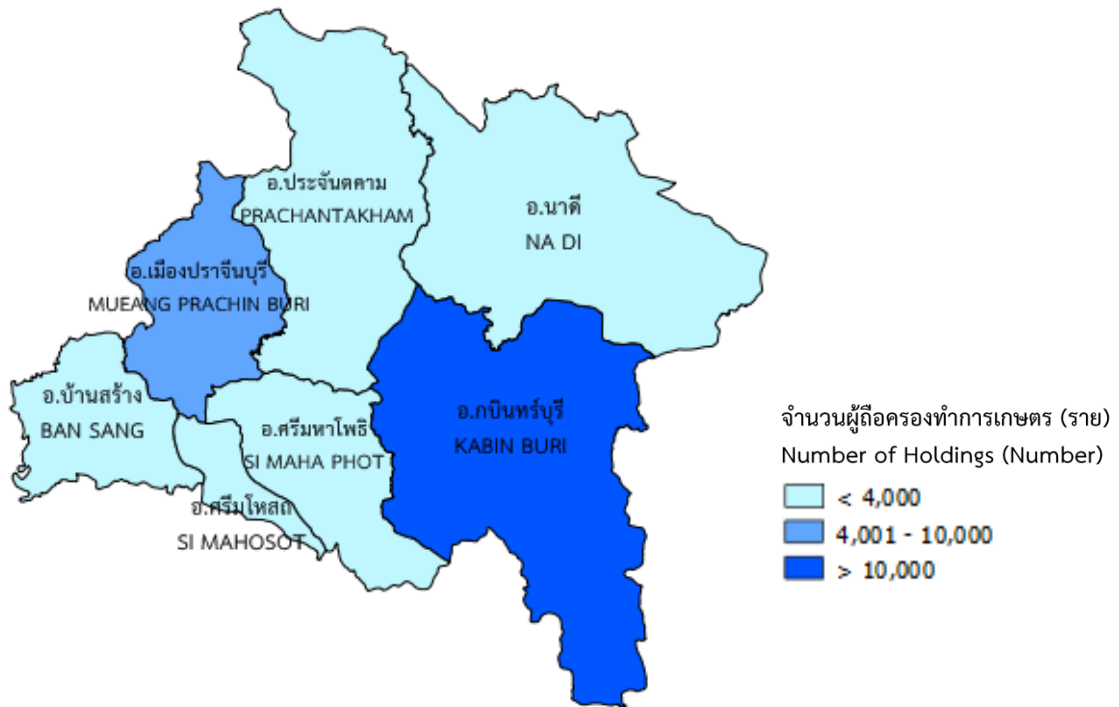 อ.ประจันตคาม
PRACHANTAKHAM
อ.นาดี
NA DI
อ.เมืองปราจีนบุรี
MUEANG PRACHIN BURI
อ.บ้านสร้าง
BAN SANG
อ.ศรีมหาโพธิ
SI MAHA PHOT
อ.กบินทร์บุรี
KABIN BURI
อ.ศรีมโหสถ
SI MAHOSOT
จำนวนผู้ถือครองทำการเกษตร (ราย)
Number of Holdings (Number)
< 4,000
4,001 - 10,000
> 10,000